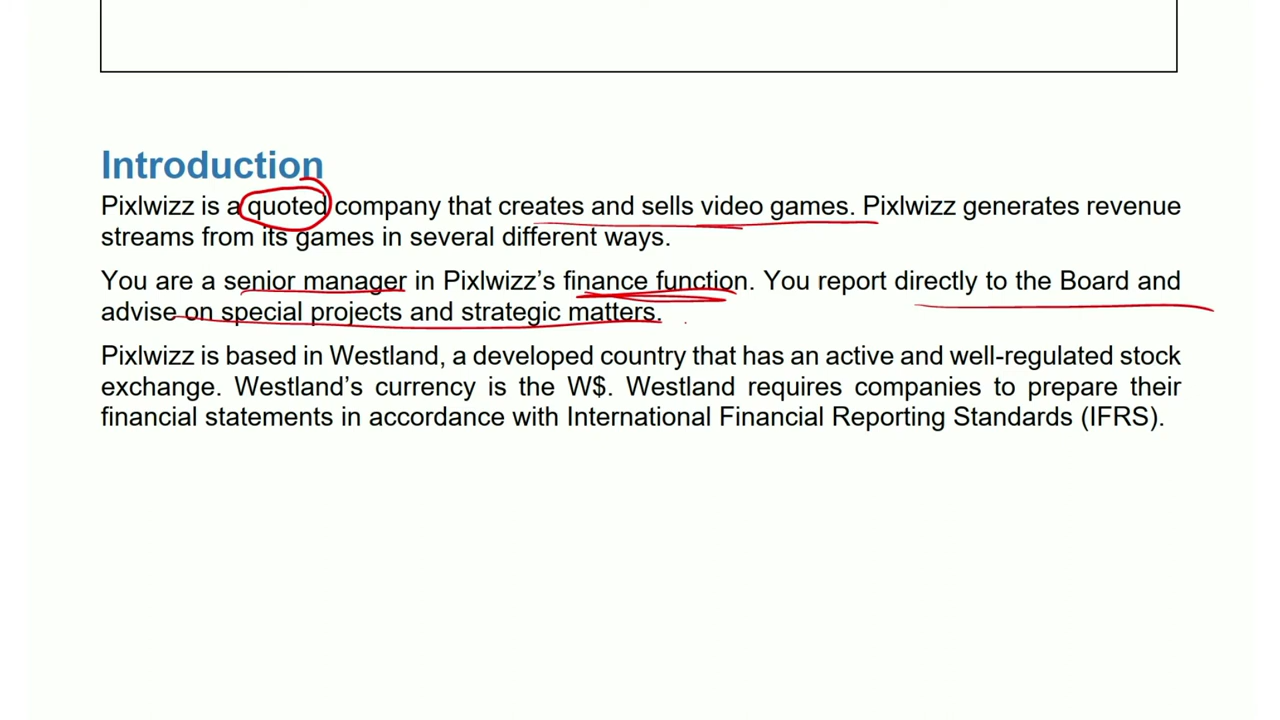 Introduction
Pixlwizz is a quoted company that creates and sells video games. Pixlwizz generates revenue
streams from its games in several different ways.
You are a senior manager in Pixlwizz’s finance function. You report directly to the Board and
advise on special projects and strategic matters.
Pixlwizz is based in Westland, a developed country that has an active and well-regulated stock
exchange. Westland’s currency is the W$. Westland requires companies to prepare their
financial statements in accordance with International Financial Reporting Standards (IFRS).